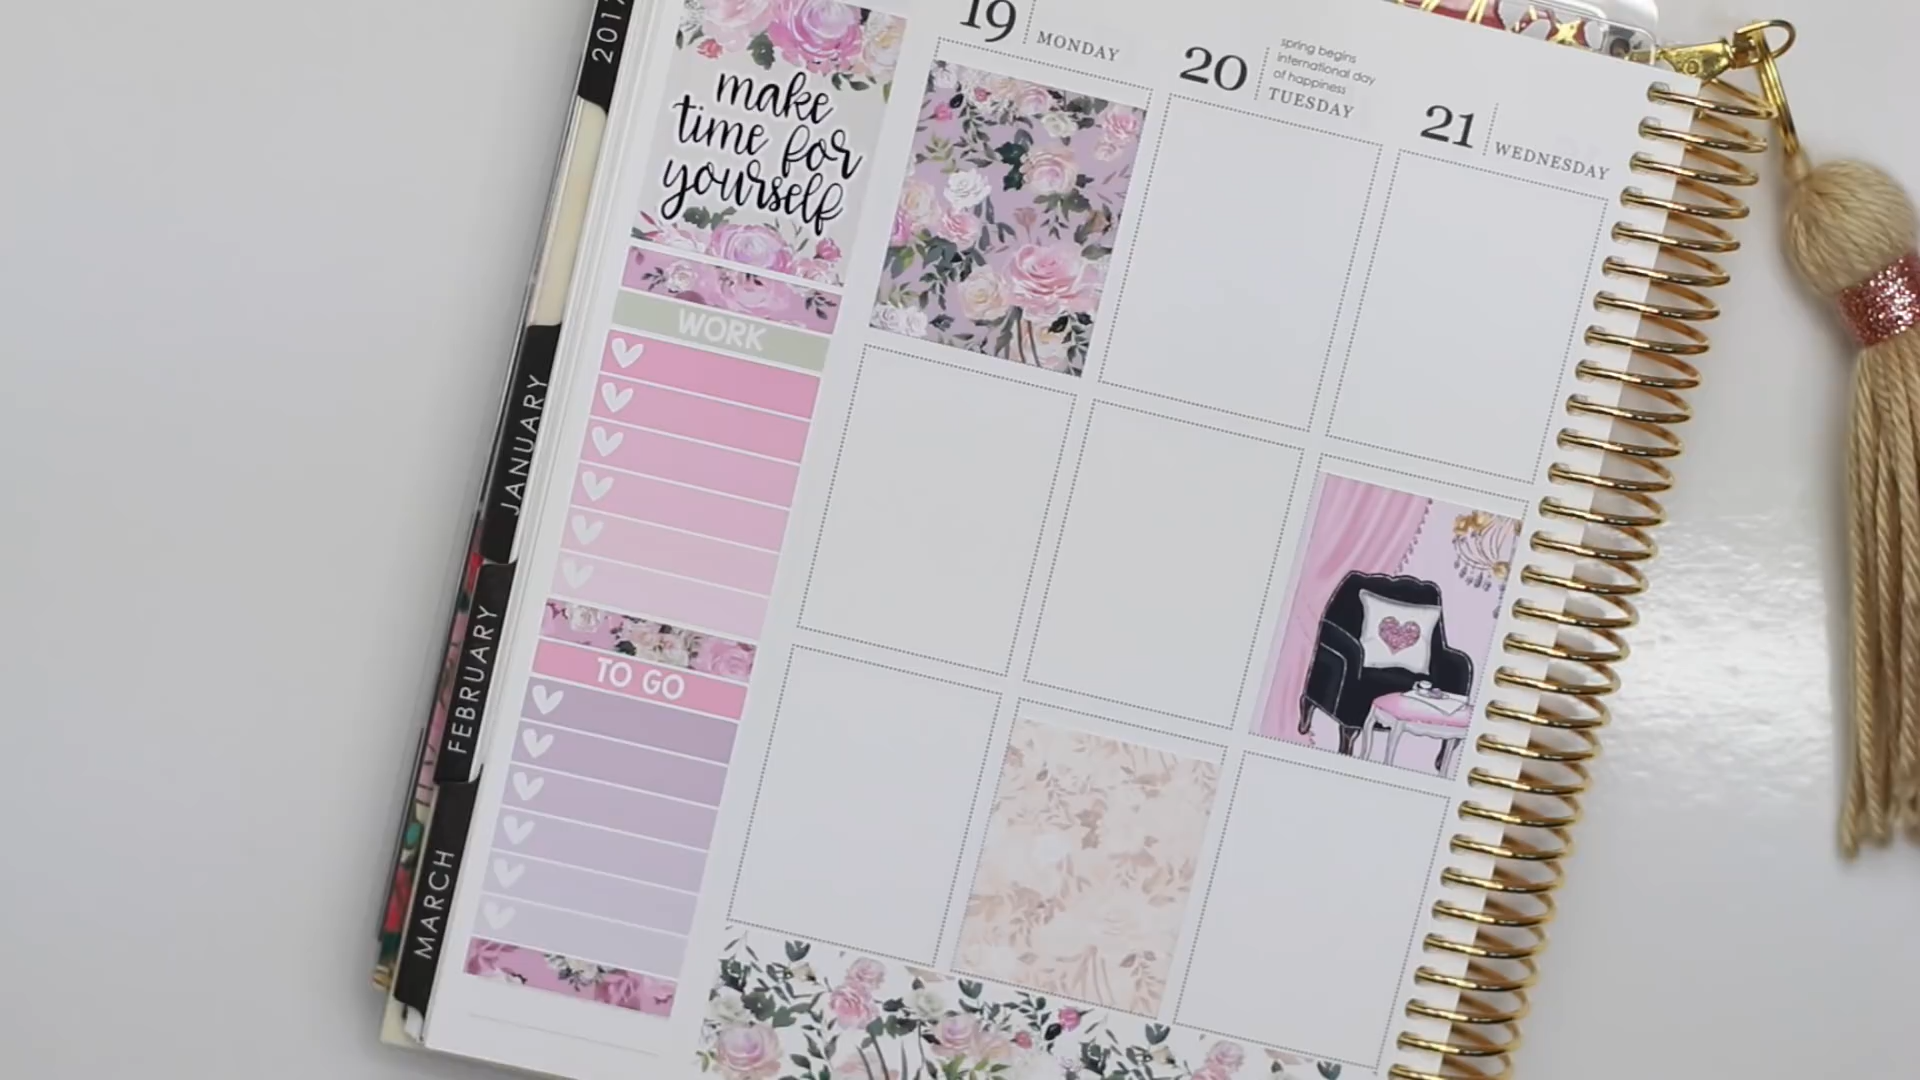 2017
JANUARY
FEBRUARY
MARCH
make
time for
yourself
WORK
TO GO
19
MONDAY
20
spring begins
international day
of happiness
TUESDAY
21
WEDNESDAY